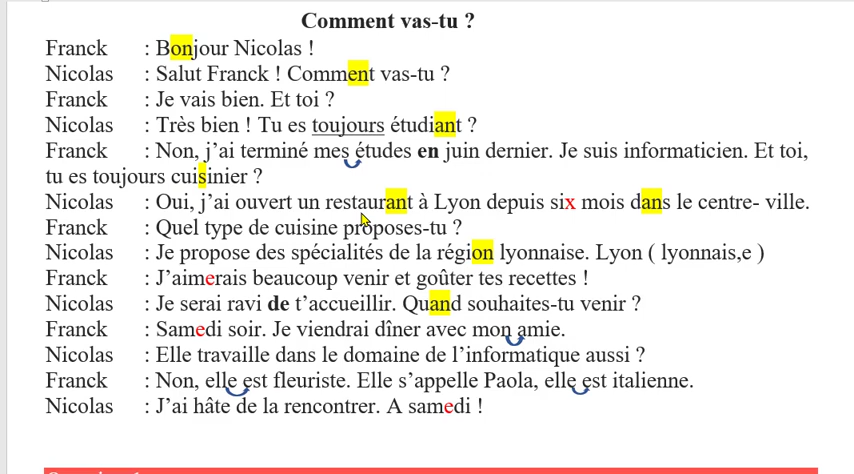 Comment vas-tu ?
Franck : Bonjour Nicolas !
Nicolas : Salut Franck ! Comment vas-tu ?
Franck : Je vais bien. Et toi ?
Nicolas : Très bien ! Tu es toujours étudiant ?
Franck : Non, j’ai terminé mes études en juin dernier. Je suis informaticien. Et toi,
tu es toujours cuisinier ?
Nicolas : Oui, j’ai ouvert un restaurant à Lyon depuis six mois dans le centre- ville.
Franck : Quel type de cuisine proposes-tu ?
Nicolas : Je propose des spécialités de la région lyonnaise. Lyon ( lyonnais,e )
Franck : J’aimerais beaucoup venir et goûter tes recettes !
Nicolas : Je serai ravi de t’accueillir. Quand souhaites-tu venir ?
Franck : Samedi soir. Je viendrai dîner avec mon amie.
Nicolas : Elle travaille dans le domaine de l’informatique aussi ?
Franck : Non, elle est fleuriste. Elle s’appelle Paola, elle est italienne.
Nicolas : J’ai hâte de la rencontrer. A samedi !